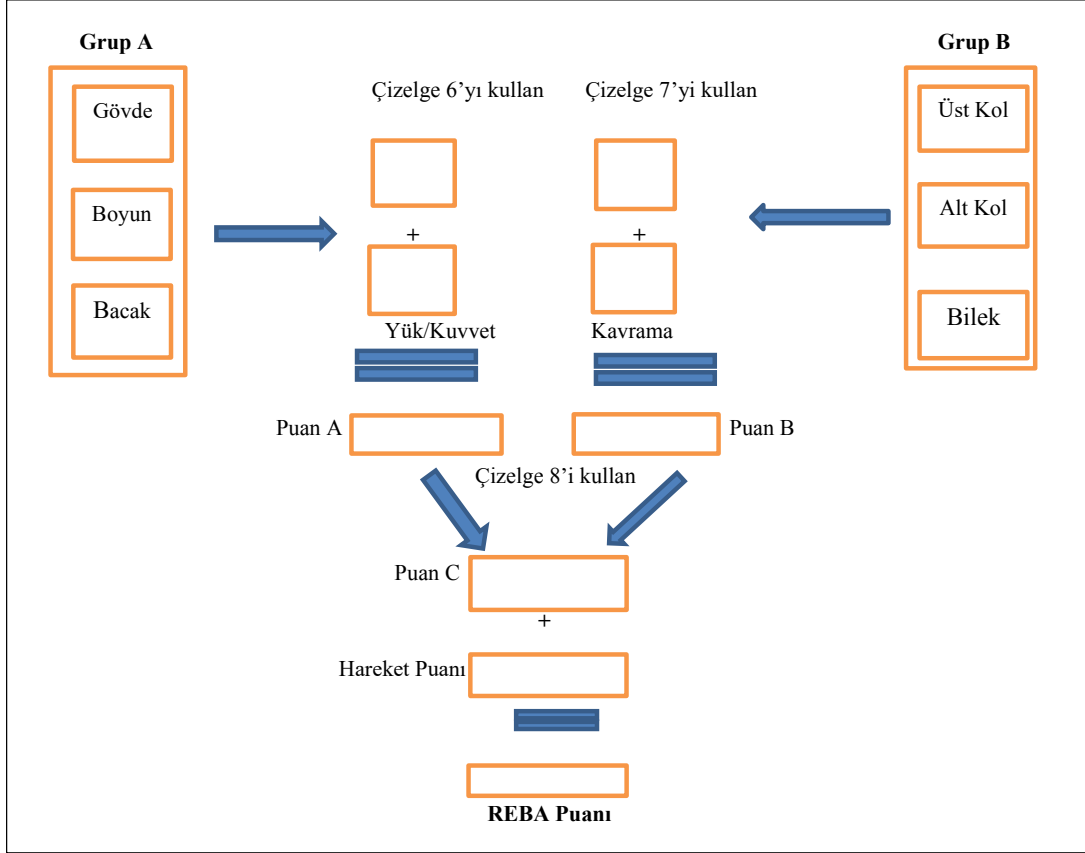 Grup A
Grup B
Gövde
Boyun
Bacak
Çizelge 6’yı kullan
Çizelge 7’yi kullan
Üst Kol
Alt Kol
Bilek
+
+
Yük/Kuvvet
Kavrama
Puan A
Puan B
Çizelge 8’i kullan
Puan C
+
Hareket Puanı
REBA Puanı